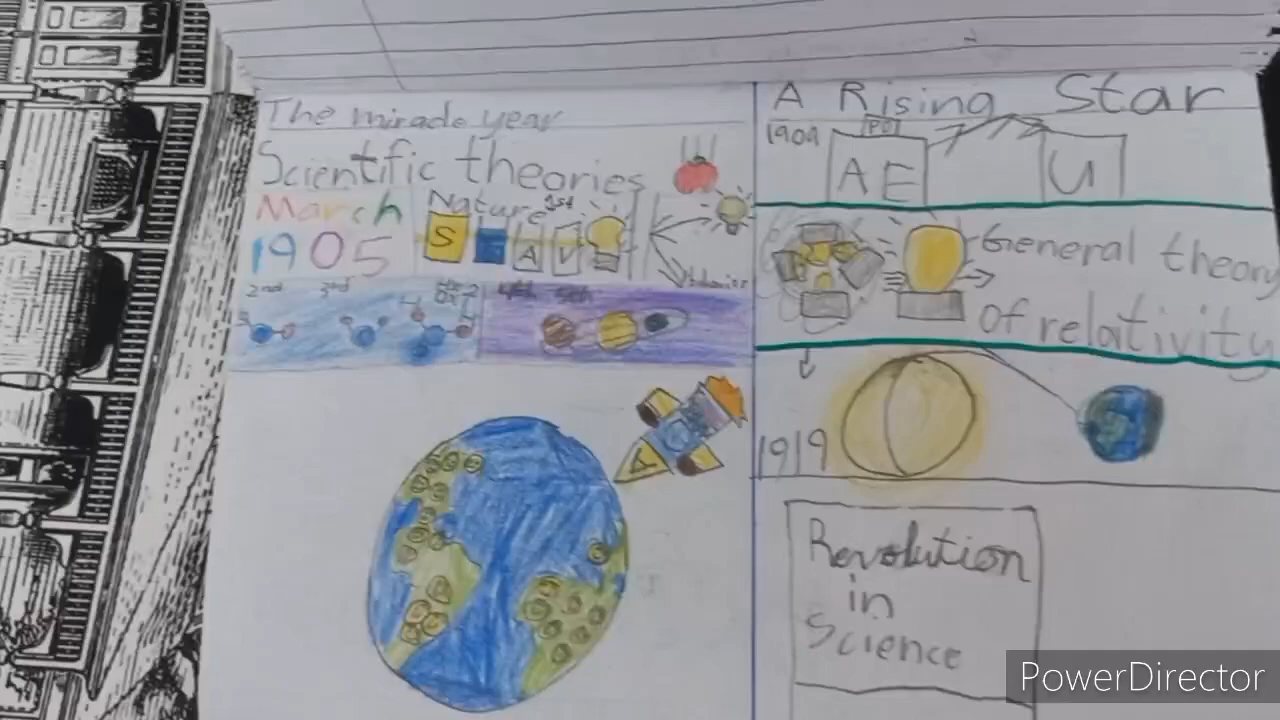 The miracle year
Scientific theories
March
1905
Nature
1st
S
A
2nd
3rd
4th
5th
A
A Rising Star
1909
AE
U
General theory
of relativity
1919
Revolution
in
Science
PowerDirector